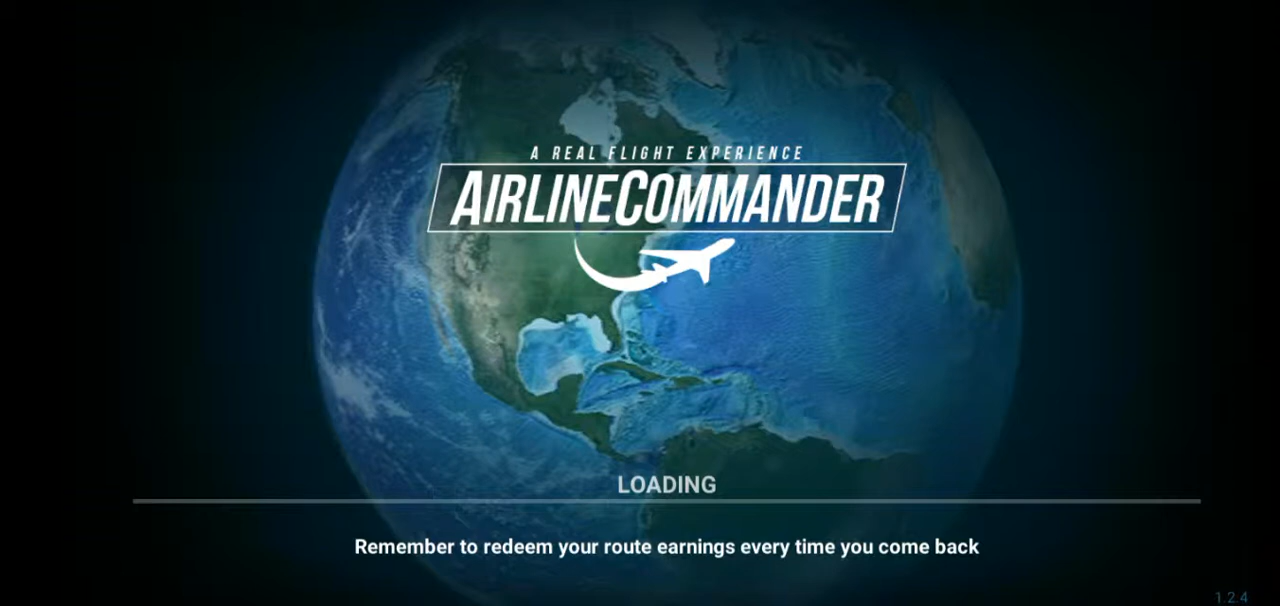 A REAL FLIGHT EXPERIENCE
AIRLINECOMMANDER
LOADING
Remember to redeem your route earnings every time you come back
1.2.4